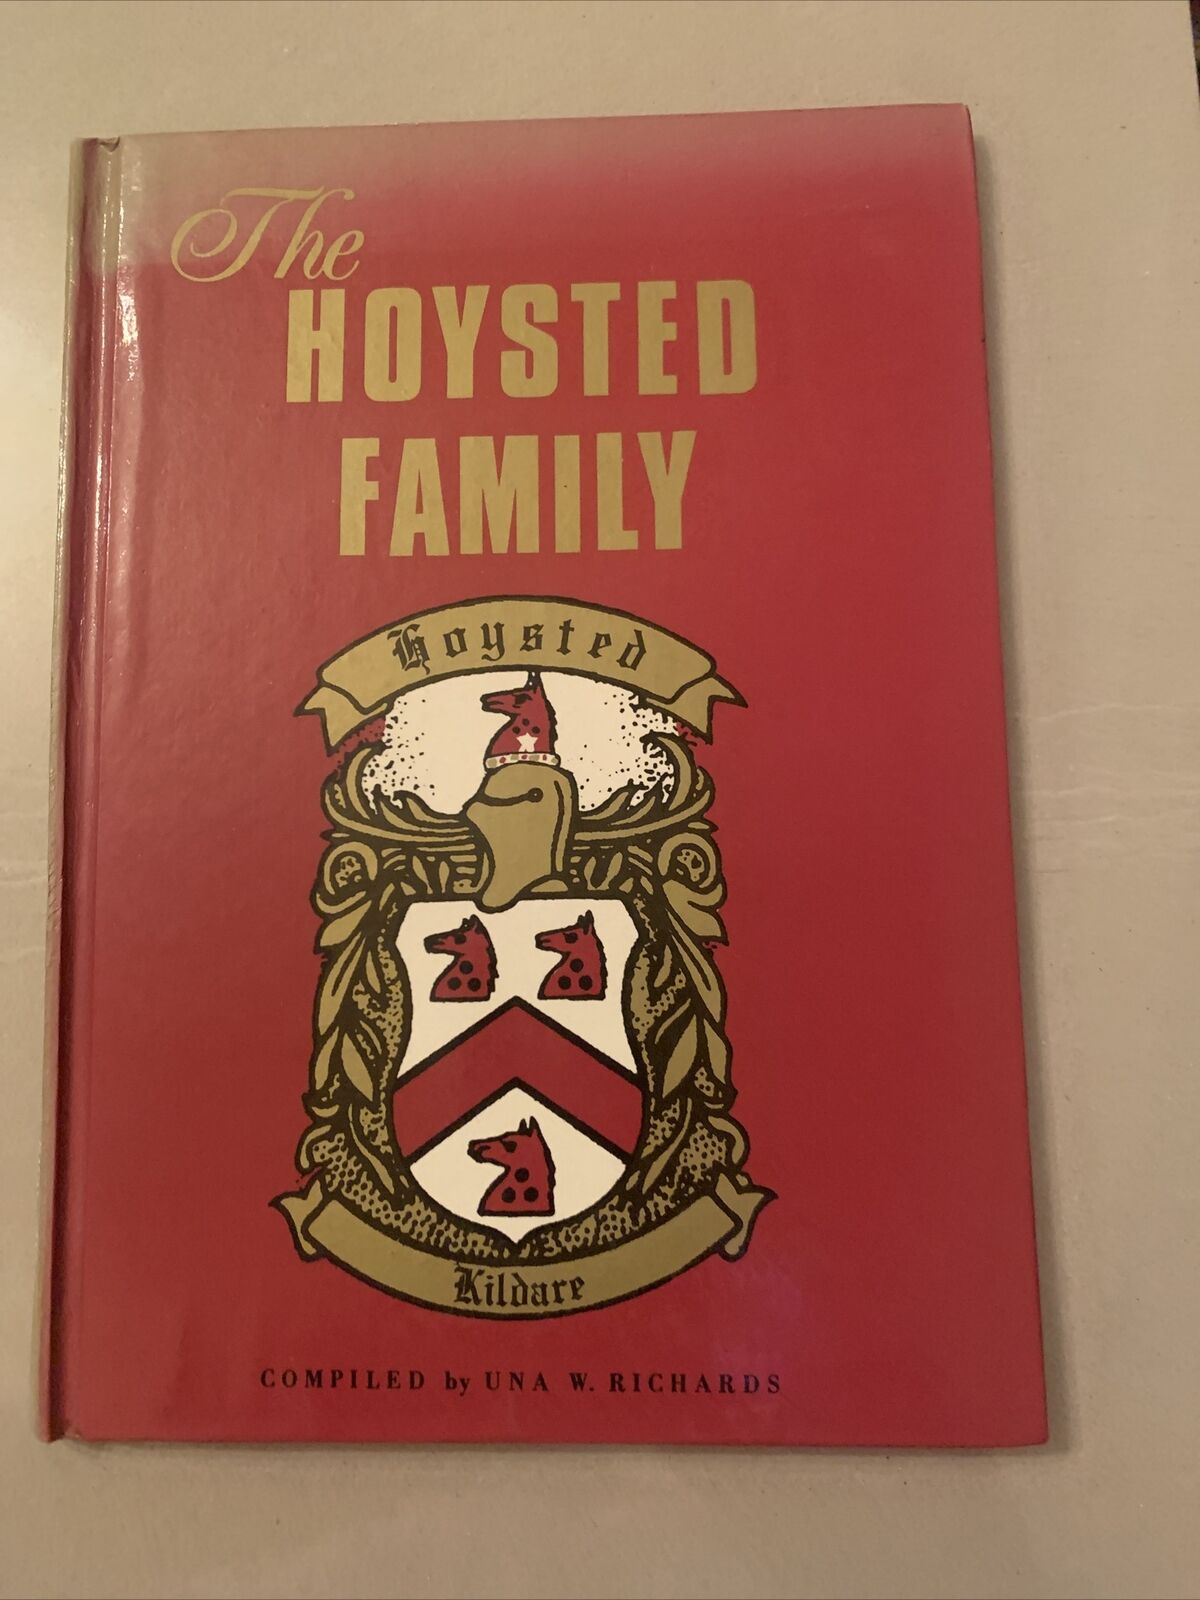 The
HOYSTED
FAMILY
Hoysted
Kildare
COMPILED by UNA W. RICHARDS